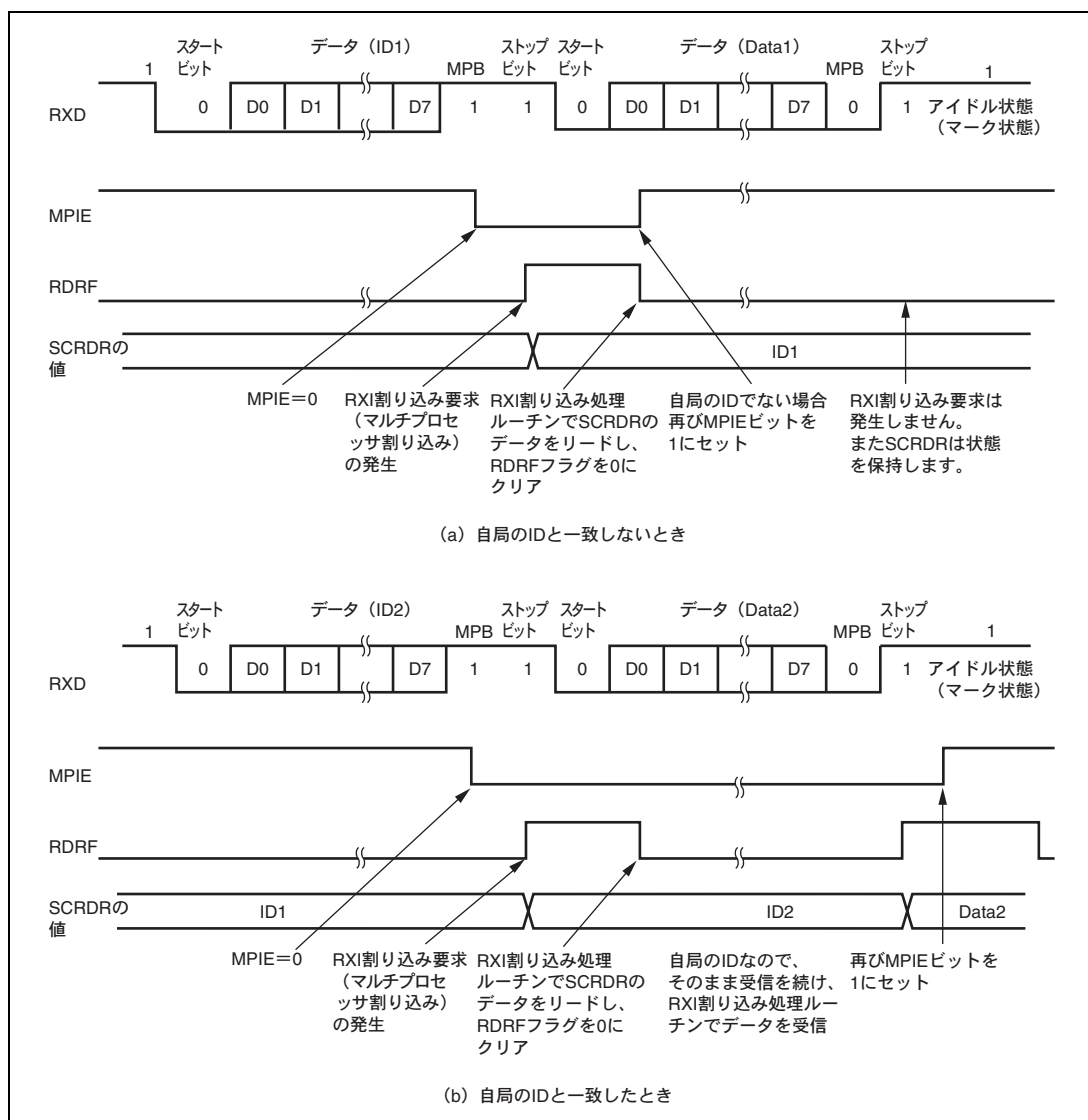 スタート データ（ID1） ストップ スタート データ（Data1） ストップ
1 ビット MPB ビット ビット MPB ビット 1
RXD 0 D0 D1 D7 1 1 0 D0 D1 D7 0 1 アイドル状態
（マーク状態）
MPIE
RDRF
SCRDRの
値
ID1
MPIE＝0
RXI割り込み要求
（マルチプロセ
ッサ割り込み）
の発生
RXI割り込み処理
ルーチンでSCRDRの
データをリードし、
RDRFフラグを0に
クリア
自局のIDでない場合
再びMPIEビットを
1にセット
RXI割り込み要求は
発生しません。
またSCRDRは状態
を保持します。
（a）自局のIDと一致しないとき
スタート データ（ID2） ストップ スタート データ（Data2） ストップ
1 ビット MPB ビット ビット MPB ビット 1
RXD 0 D0 D1 D7 1 1 0 D0 D1 D7 0 1 アイドル状態
（マーク状態）
MPIE
RDRF
SCRDRの
値
ID1 ID2 Data2
MPIE＝0
RXI割り込み要求
（マルチプロセ
ッサ割り込み）
の発生
RXI割り込み処理
ルーチンでSCRDRの
データをリードし、
RDRFフラグを0に
クリア
自局のIDなので、
そのまま受信を続け、
RXI割り込み処理ルー
チンでデータを受信
再びMPIEビットを
1にセット
（b）自局のIDと一致したとき